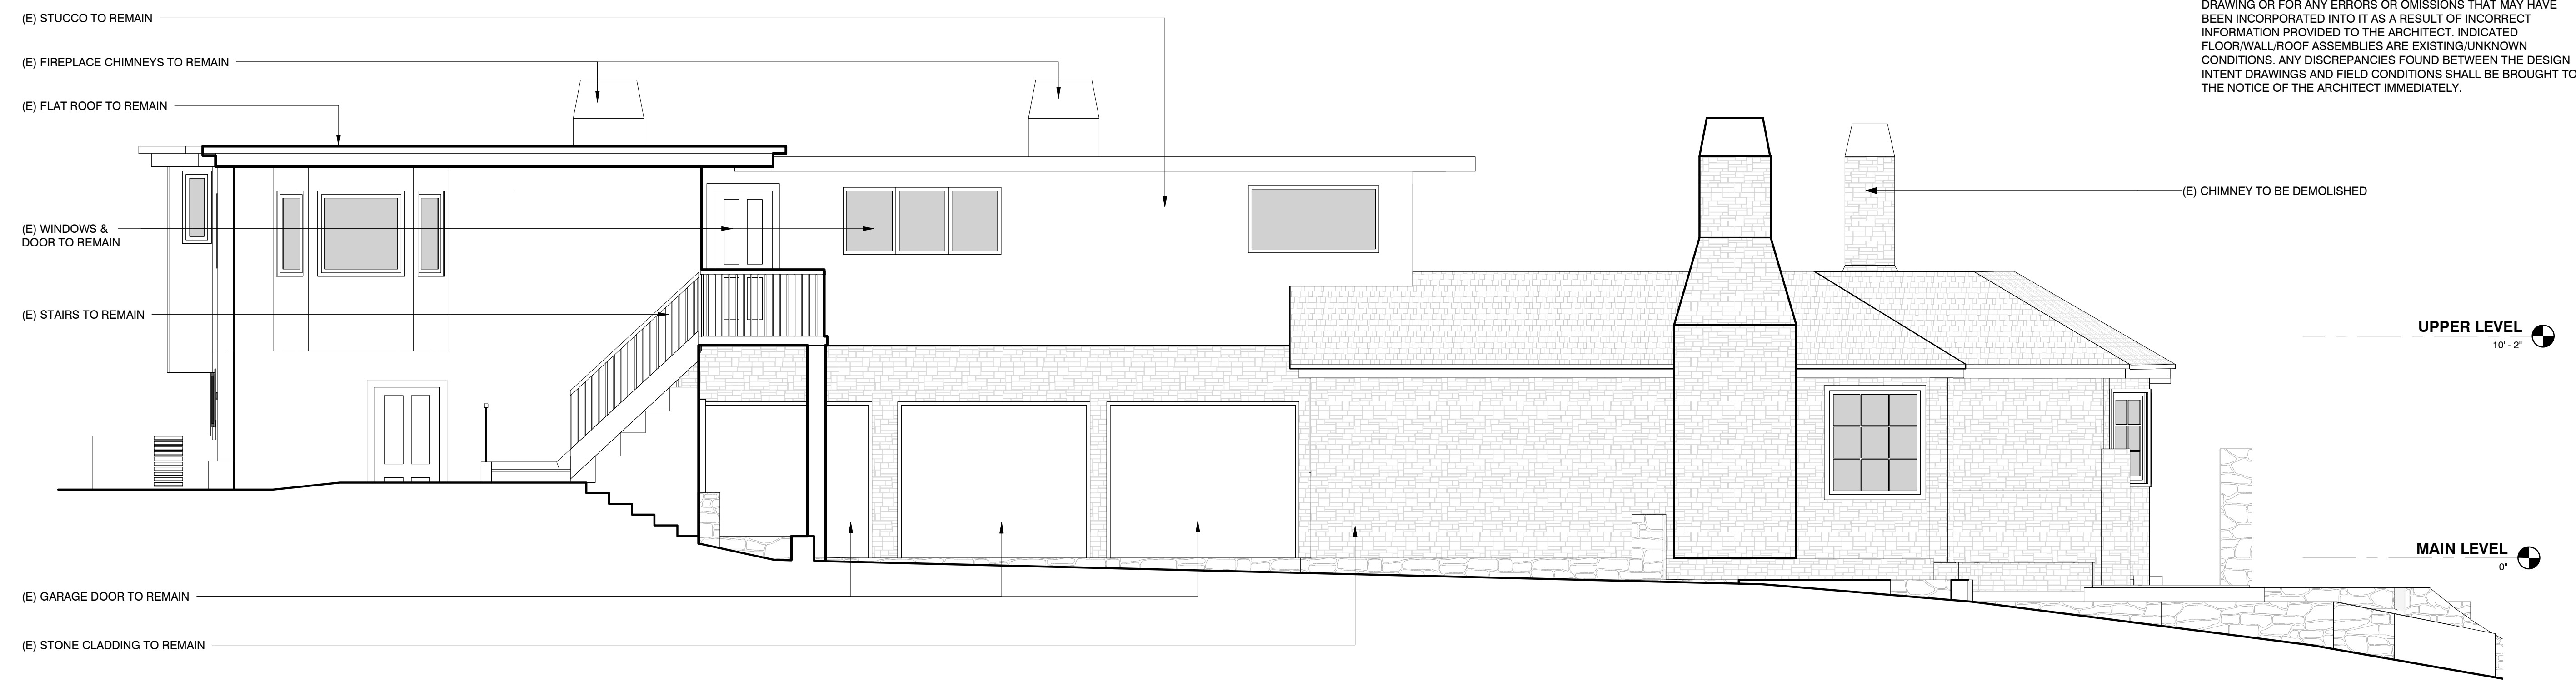 (E) STUCCO TO REMAIN
(E) FIREPLACE CHIMNEYS TO REMAIN
(E) FLAT ROOF TO REMAIN
(E) WINDOWS &
DOOR TO REMAIN
(E) STAIRS TO REMAIN
(E) GARAGE DOOR TO REMAIN
(E) STONE CLADDING TO REMAIN
DRAWING OR FOR ANY ERRORS OR OMISSIONS THAT MAY HAVE
BEEN INCORPORATED INTO IT AS A RESULT OF INCORRECT
INFORMATION PROVIDED TO THE ARCHITECT. INDICATED
FLOOR/WALL/ROOF ASSEMBLIES ARE EXISTING/UNKNOWN
CONDITIONS. ANY DISCREPANCIES FOUND BETWEEN THE DESIGN
INTENT DRAWINGS AND FIELD CONDITIONS SHALL BE BROUGHT TO
THE NOTICE OF THE ARCHITECT IMMEDIATELY.
(E) CHIMNEY TO BE DEMOLISHED
UPPER LEVEL
10' - 2"
MAIN LEVEL
0"